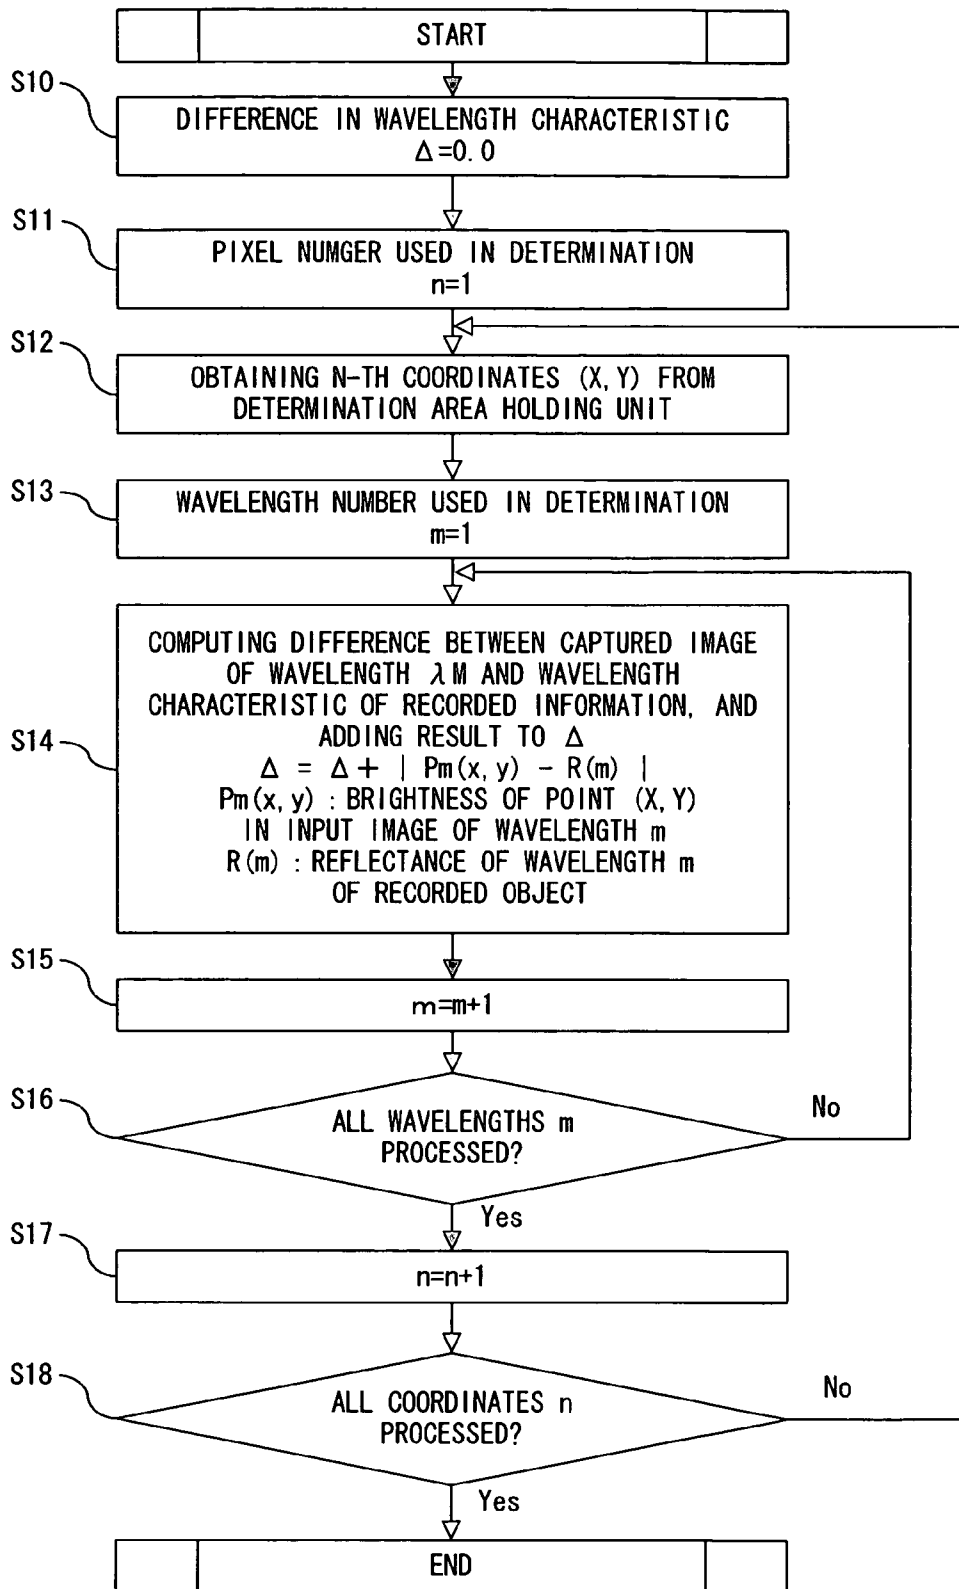 START
S10
DIFFERENCE IN WAVELENGTH CHARACTERISTIC
Δ=0.0
S11
PIXEL NUMGER USED IN DETERMINATION
n=1
S12
OBTAINING N-TH COORDINATES (X, Y) FROM
DETERMINATION AREA HOLDING UNIT
S13
WAVELENGTH NUMBER USED IN DETERMINATION
m=1
S14
COMPUTING DIFFERENCE BETWEEN CAPTURED IMAGE
OF WAVELENGTH λM AND WAVELENGTH
CHARACTERISTIC OF RECORDED INFORMATION, AND
ADDING RESULT TO Δ
Δ = Δ + | Pm(x, y) - R(m) |
Pm(x, y) : BRIGHTNESS OF POINT (X, Y)
IN INPUT IMAGE OF WAVELENGTH m
R(m) : REFLECTANCE OF WAVELENGTH m
OF RECORDED OBJECT
S15
m=m+1
S16
ALL WAVELENGTHS m
PROCESSED?
No
Yes
S17
n=n+1
S18
ALL COORDINATES n
PROCESSED?
No
Yes
END